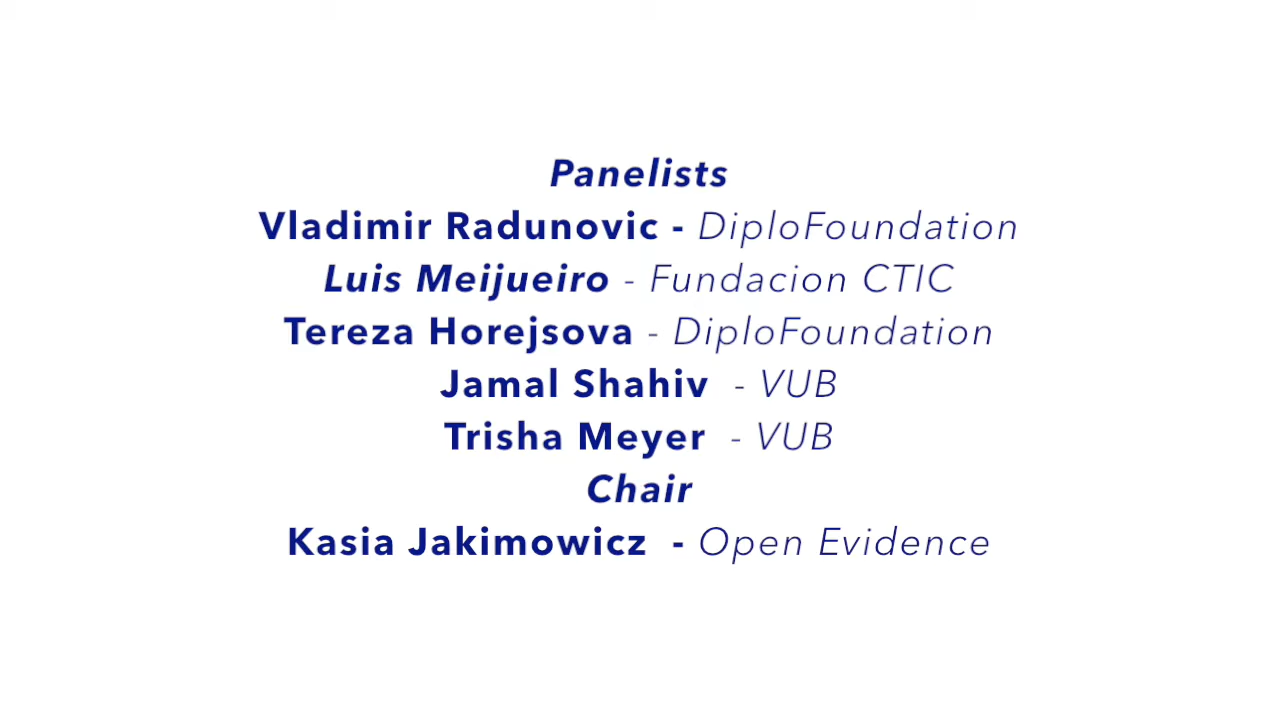 Panelists
Vladimir Radunovic - DiploFoundation
Luis Meijueiro - Fundacion CTIC
Tereza Horejsova - DiploFoundation
Jamal Shahiv - VUB
Trisha Meyer - VUB
Chair
Kasia Jakimowicz - Open Evidence